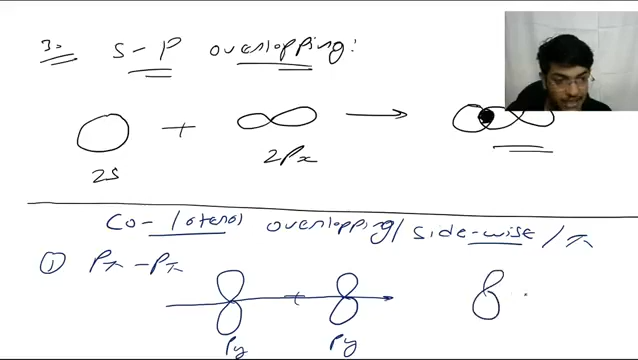 3. S-P overlapping:
+
2S
2Px
Co-lateral overlapping/side-wise/π
① Pπ-Pπ
+
Py
Py